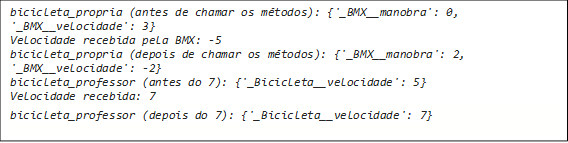 bicicleta_propria (antes de chamar os métodos): {'_BMX__manobra': 0,
'_BMX__velocidade': 3}
Velocidade recebida pela BMX: -5
bicicleta_propria (depois de chamar os métodos): {'_BMX__manobra': 2,
'_BMX__velocidade': -2}
bicicleta_professor (antes do 7): {'_Bicicleta__velocidade': 5}
Velocidade recebida: 7
bicicleta_professor (depois do 7): {'_Bicicleta__velocidade': 7}